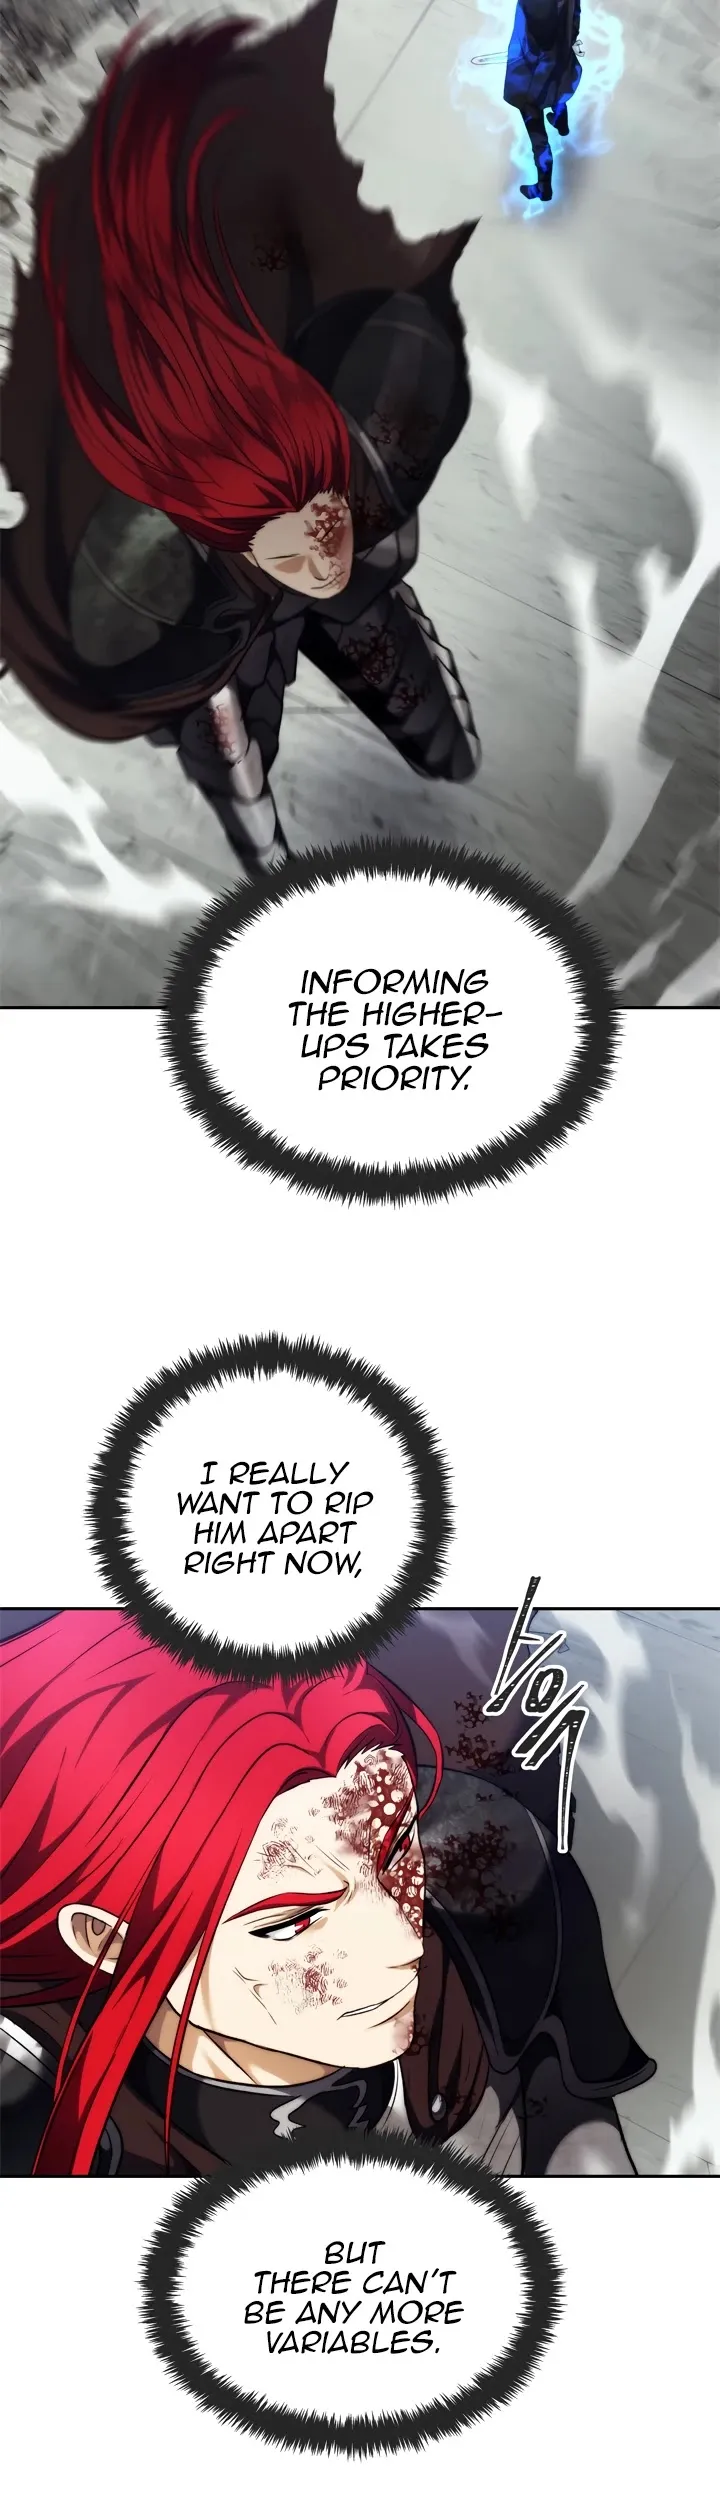 INFORMING
THE HIGHER-
UPS TAKES
PRIORITY.
I REALLY
WANT TO RIP
HIM APART
RIGHT NOW,
BUT
THERE CAN'T
BE ANY MORE
VARIABLES.